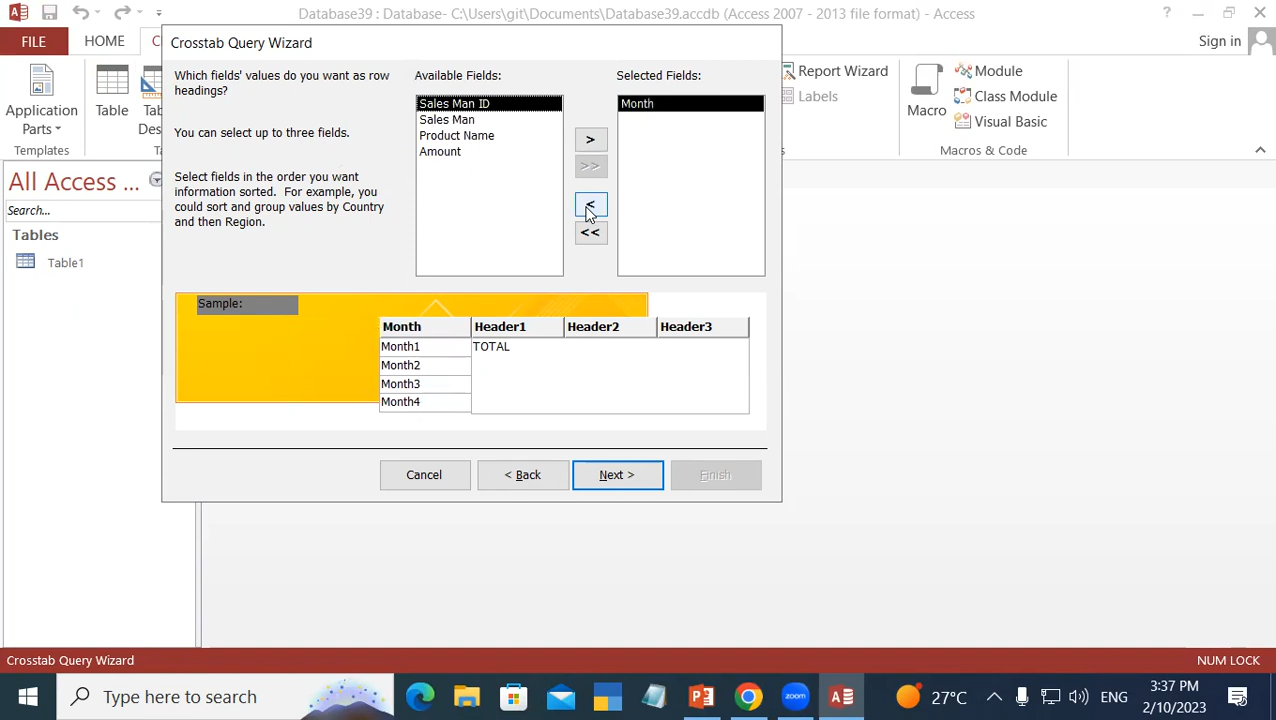 Database39 : Database- C:\Users\git\Documents\Database39.accdb (Access 2007 - 2013 file format) - Access
?
FILE
HOME
C
Sign in
Application
Parts
Templates
Table
Tab
Des
Report Wizard
Labels
Macro
Module
Class Module
Visual Basic
Macros & Code
All Access ...
Search...
Tables
Table1
Crosstab Query Wizard
Which fields' values do you want as row
headings?
You can select up to three fields.
Select fields in the order you want
information sorted. For example, you
could sort and group values by Country
and then Region.
Available Fields:
Sales Man ID
Sales Man
Product Name
Amount
>
>>
<
<<
Selected Fields:
Month
Sample:
Month Header1 Header2 Header3
Month1 TOTAL
Month2
Month3
Month4
Cancel
< Back
Next >
Finish
Crosstab Query Wizard
NUM LOCK
Type here to search
zoom
27°C
ENG
3:37 PM
2/10/2023